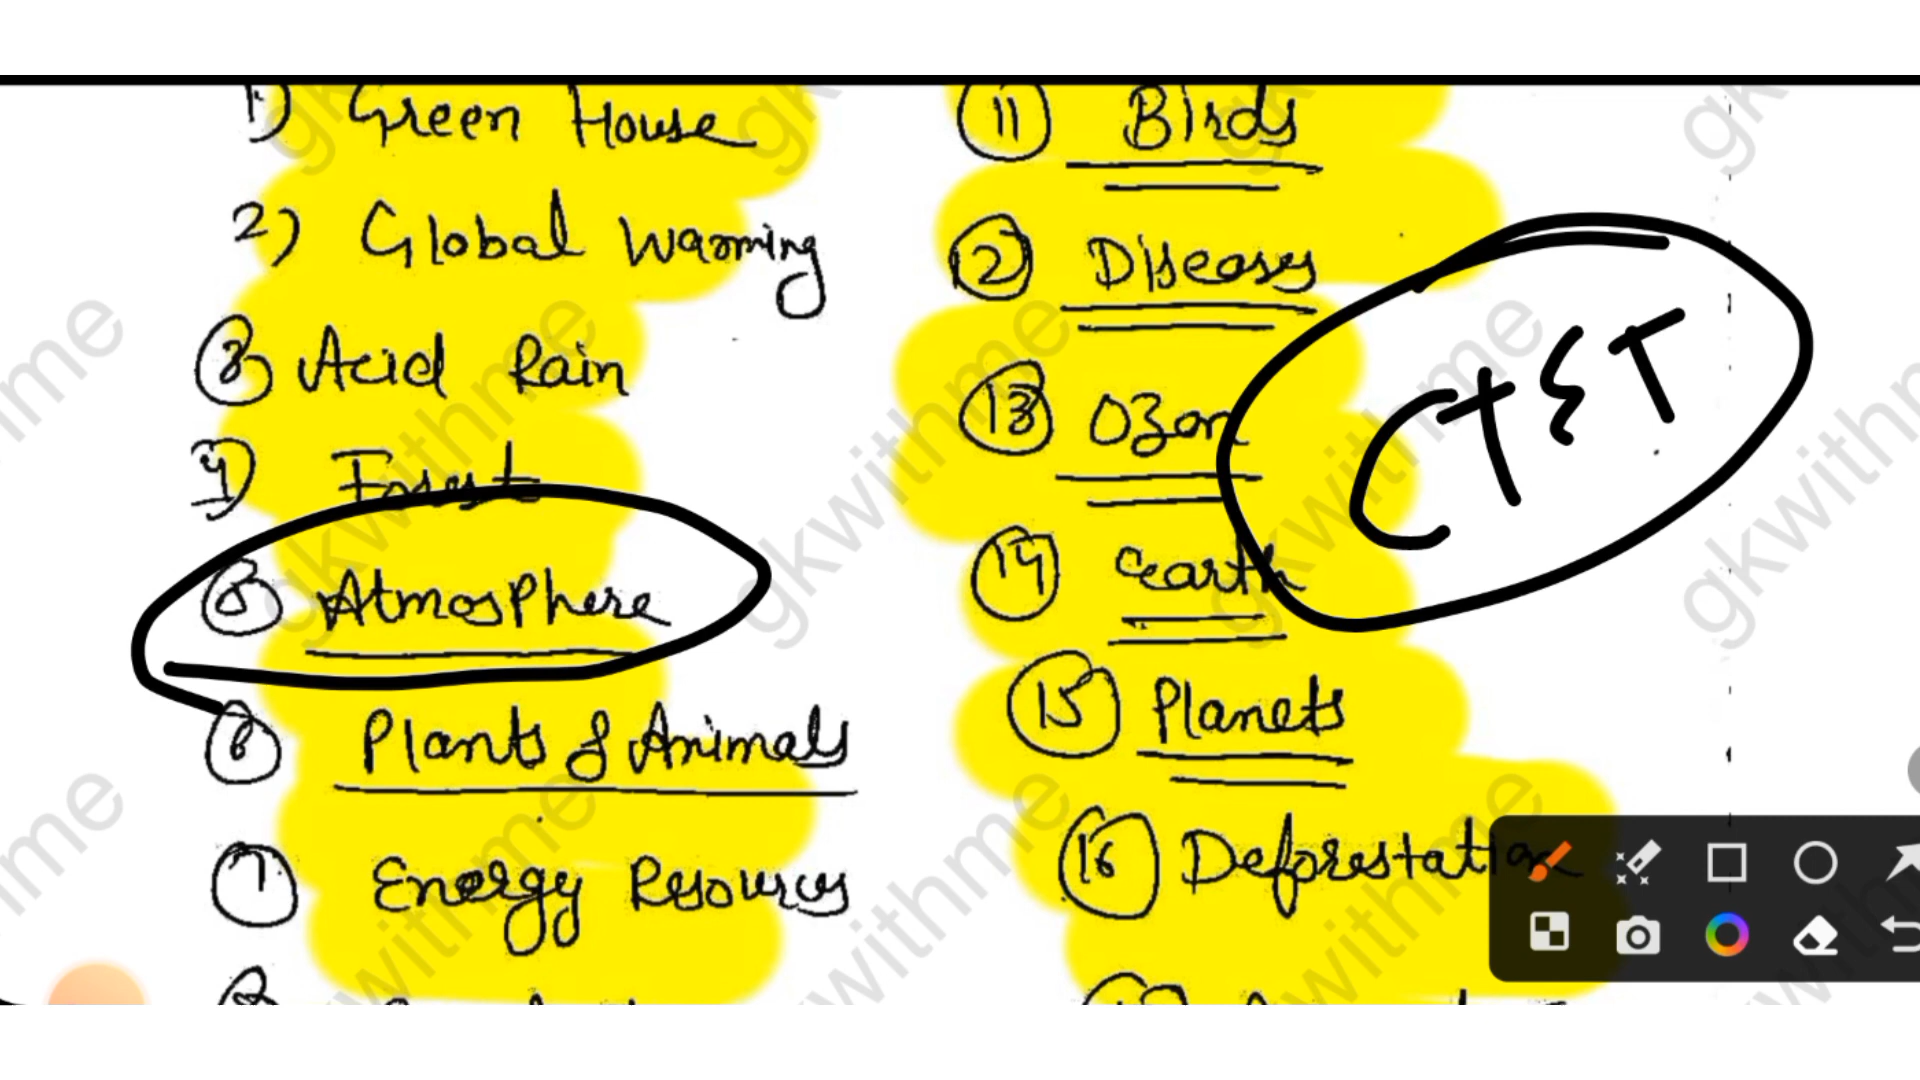 1) Green House
2) Global Warming
3 Acid Rain
4) Forest
5 Atmosphere
6 Plants & Animals
7 Energy Resources
11 Birds
12 Diseases
13 Ozon
14 earth
15 Planets
16 Deforestation
CTET
gkwithme